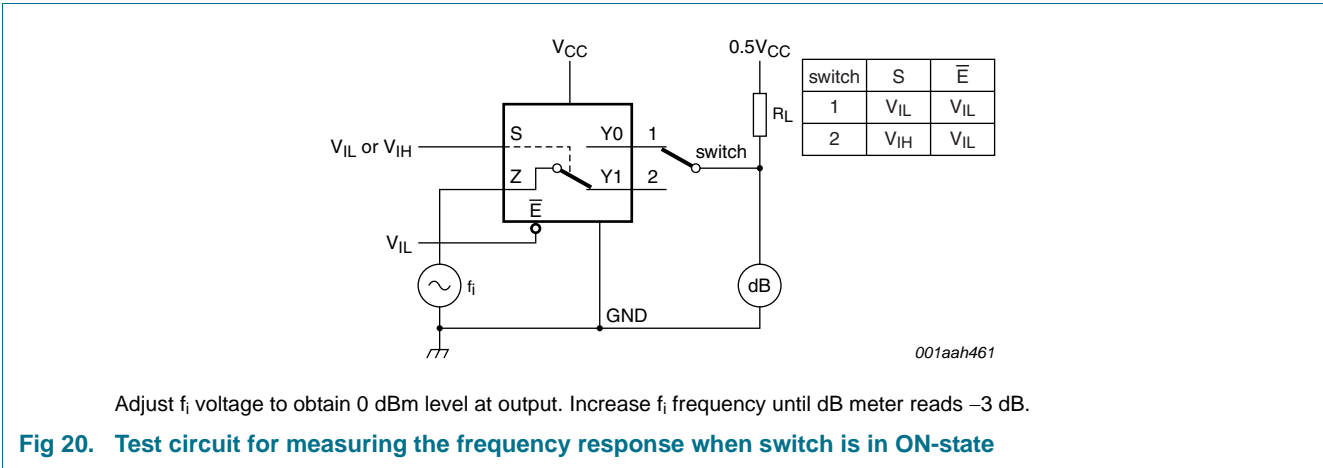 V_CC
0.5V_CC
switch S E̅
1 V_IL V_IL
2 V_IH V_IL
R_L
V_IL or V_IH
S
Y0
1
switch
Z
Y1
2
E̅
V_IL
f_i
dB
GND
001aah461
Adjust f_i voltage to obtain 0 dBm level at output. Increase f_i frequency until dB meter reads −3 dB.
Fig 20. Test circuit for measuring the frequency response when switch is in ON-state